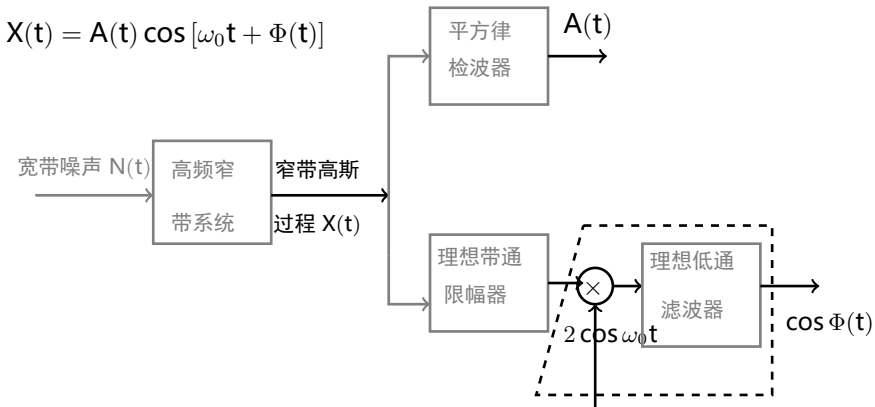 X(t) = A(t) cos [ω₀t + Φ(t)]
平方律
检波器
A(t)
宽带噪声 N(t)
高频窄
带系统
窄带高斯
过程 X(t)
理想带通
限幅器
×
2 cos ω₀t
理想低通
滤波器
cos Φ(t)